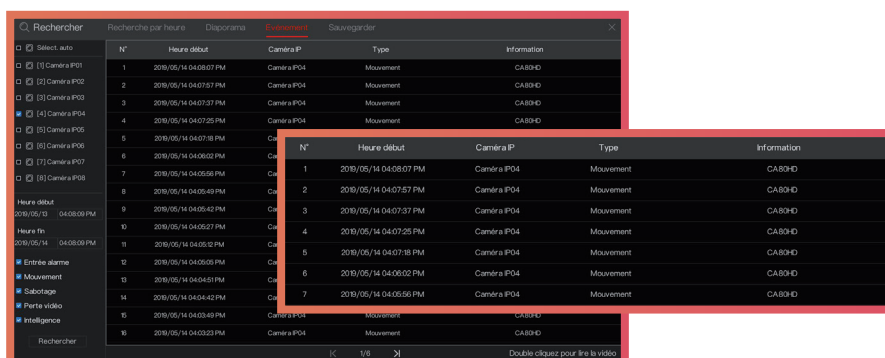 Rechercher
Recherche par heure Diaporama Evénement Sauvegarder
Sélect. auto
[1] Caméra IP01
[2] Caméra IP02
[3] Caméra IP03
[4] Caméra IP04
[5] Caméra IP05
[6] Caméra IP06
[7] Caméra IP07
[8] Caméra IP08
Heure début
2019/05/13 04:08:09 PM
Heure fin
2019/05/14 04:08:09 PM
Entrée alarme
Mouvement
Sabotage
Perte vidéo
Intelligence
Rechercher
N° Heure début Caméra IP Type Information
1 2019/05/14 04:08:07 PM Caméra IP04 Mouvement CA80HD
2 2019/05/14 04:07:57 PM Caméra IP04 Mouvement CA80HD
3 2019/05/14 04:07:37 PM Caméra IP04 Mouvement CA80HD
4 2019/05/14 04:07:25 PM Caméra IP04 Mouvement CA80HD
5 2019/05/14 04:07:18 PM
6 2019/05/14 04:06:02 PM
7 2019/05/14 04:05:56 PM
8 2019/05/14 04:05:49 PM
9 2019/05/14 04:05:42 PM
10 2019/05/14 04:05:27 PM
11 2019/05/14 04:05:12 PM
12 2019/05/14 04:05:05 PM
13 2019/05/14 04:04:51 PM
14 2019/05/14 04:04:42 PM
15 2019/05/14 04:03:49 PM Caméra IP04 Mouvement CA80HD
16 2019/05/14 04:03:23 PM Caméra IP04 Mouvement CA80HD
1/6
Double cliquez pour lire la vidéo
N° Heure début Caméra IP Type Information
1 2019/05/14 04:08:07 PM Caméra IP04 Mouvement CA80HD
2 2019/05/14 04:07:57 PM Caméra IP04 Mouvement CA80HD
3 2019/05/14 04:07:37 PM Caméra IP04 Mouvement CA80HD
4 2019/05/14 04:07:25 PM Caméra IP04 Mouvement CA80HD
5 2019/05/14 04:07:18 PM Caméra IP04 Mouvement CA80HD
6 2019/05/14 04:06:02 PM Caméra IP04 Mouvement CA80HD
7 2019/05/14 04:05:56 PM Caméra IP04 Mouvement CA80HD